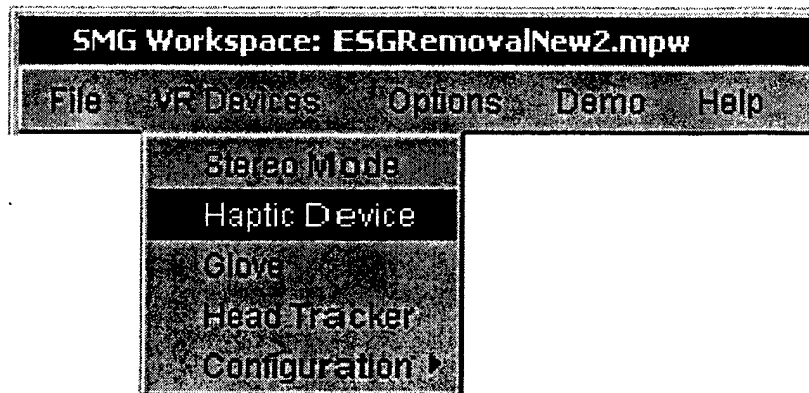 SMG Workspace: ESGRemovalNew2.mpw
File VR Devices Options Demo Help
Stereo Mode
Haptic Device
Glove
Head Tracker
Configuration